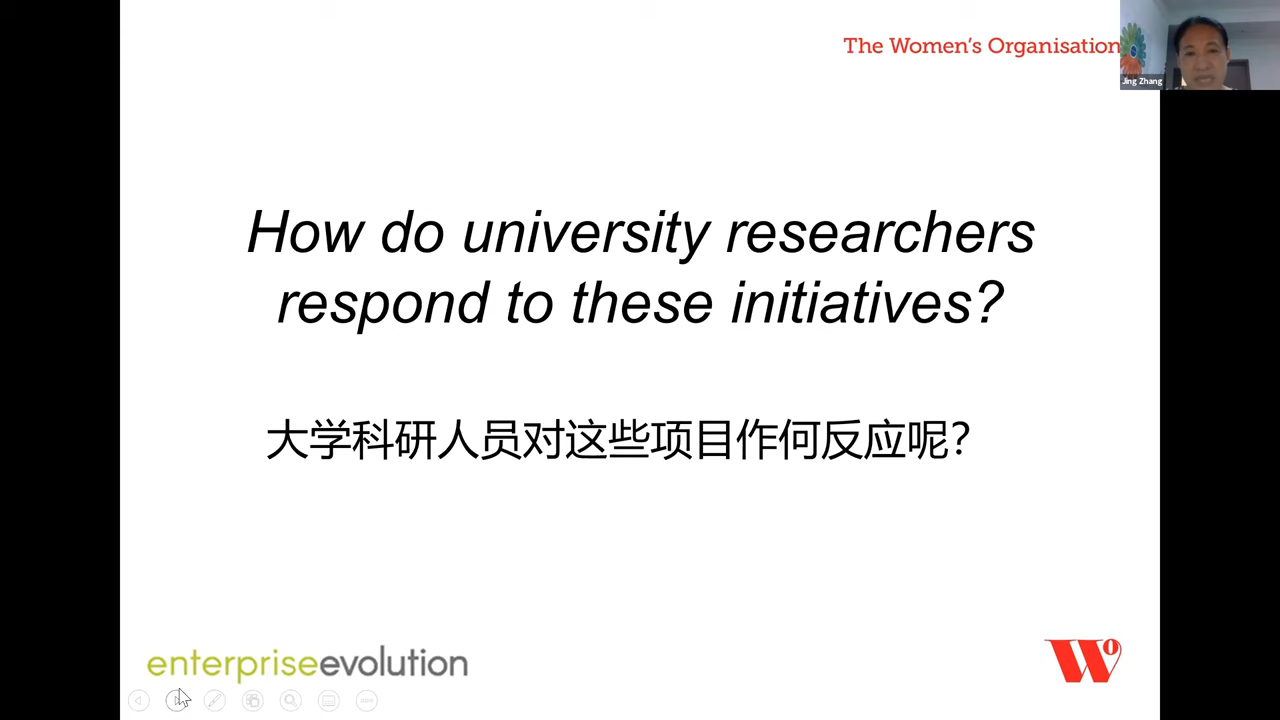 The Women's Organisation
Jing Zhang
How do university researchers
respond to these initiatives?
大学科研人员对这些项目作何反应呢?
enterpriseevolution
Wo